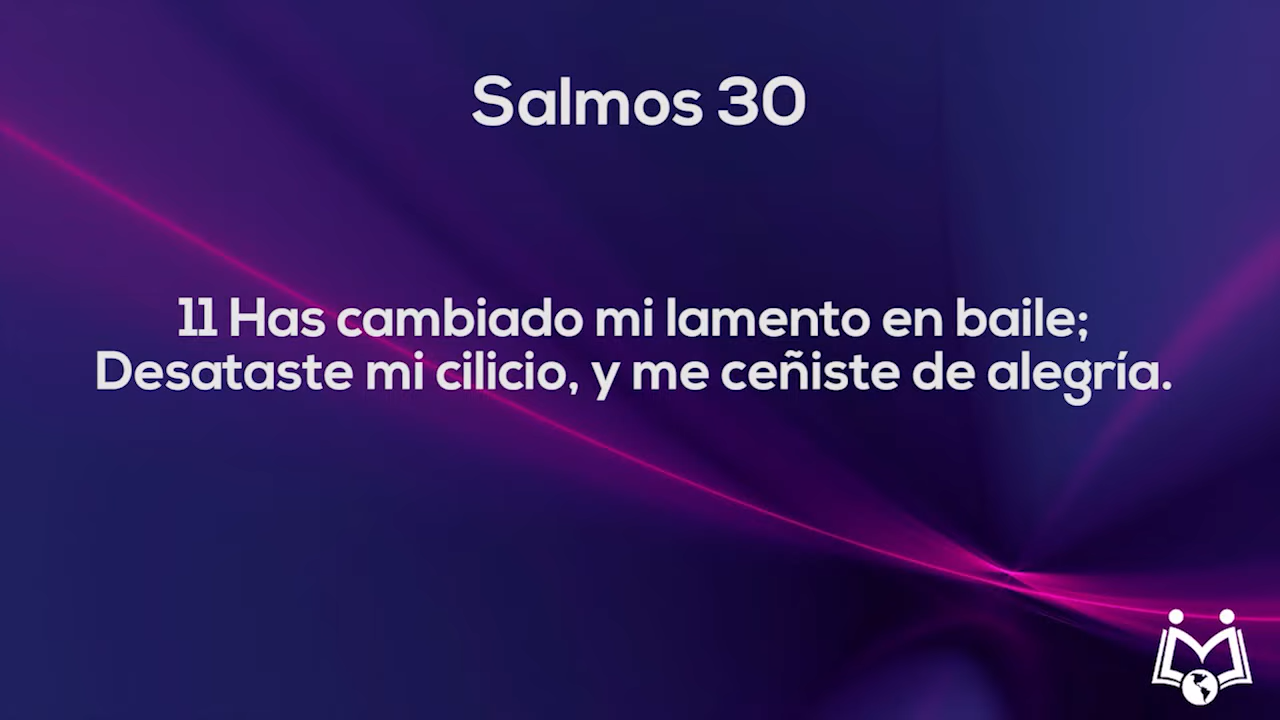 Salmos 30
11 Has cambiado mi lamento en baile;
Desataste mi cilicio, y me ceñiste de alegría.